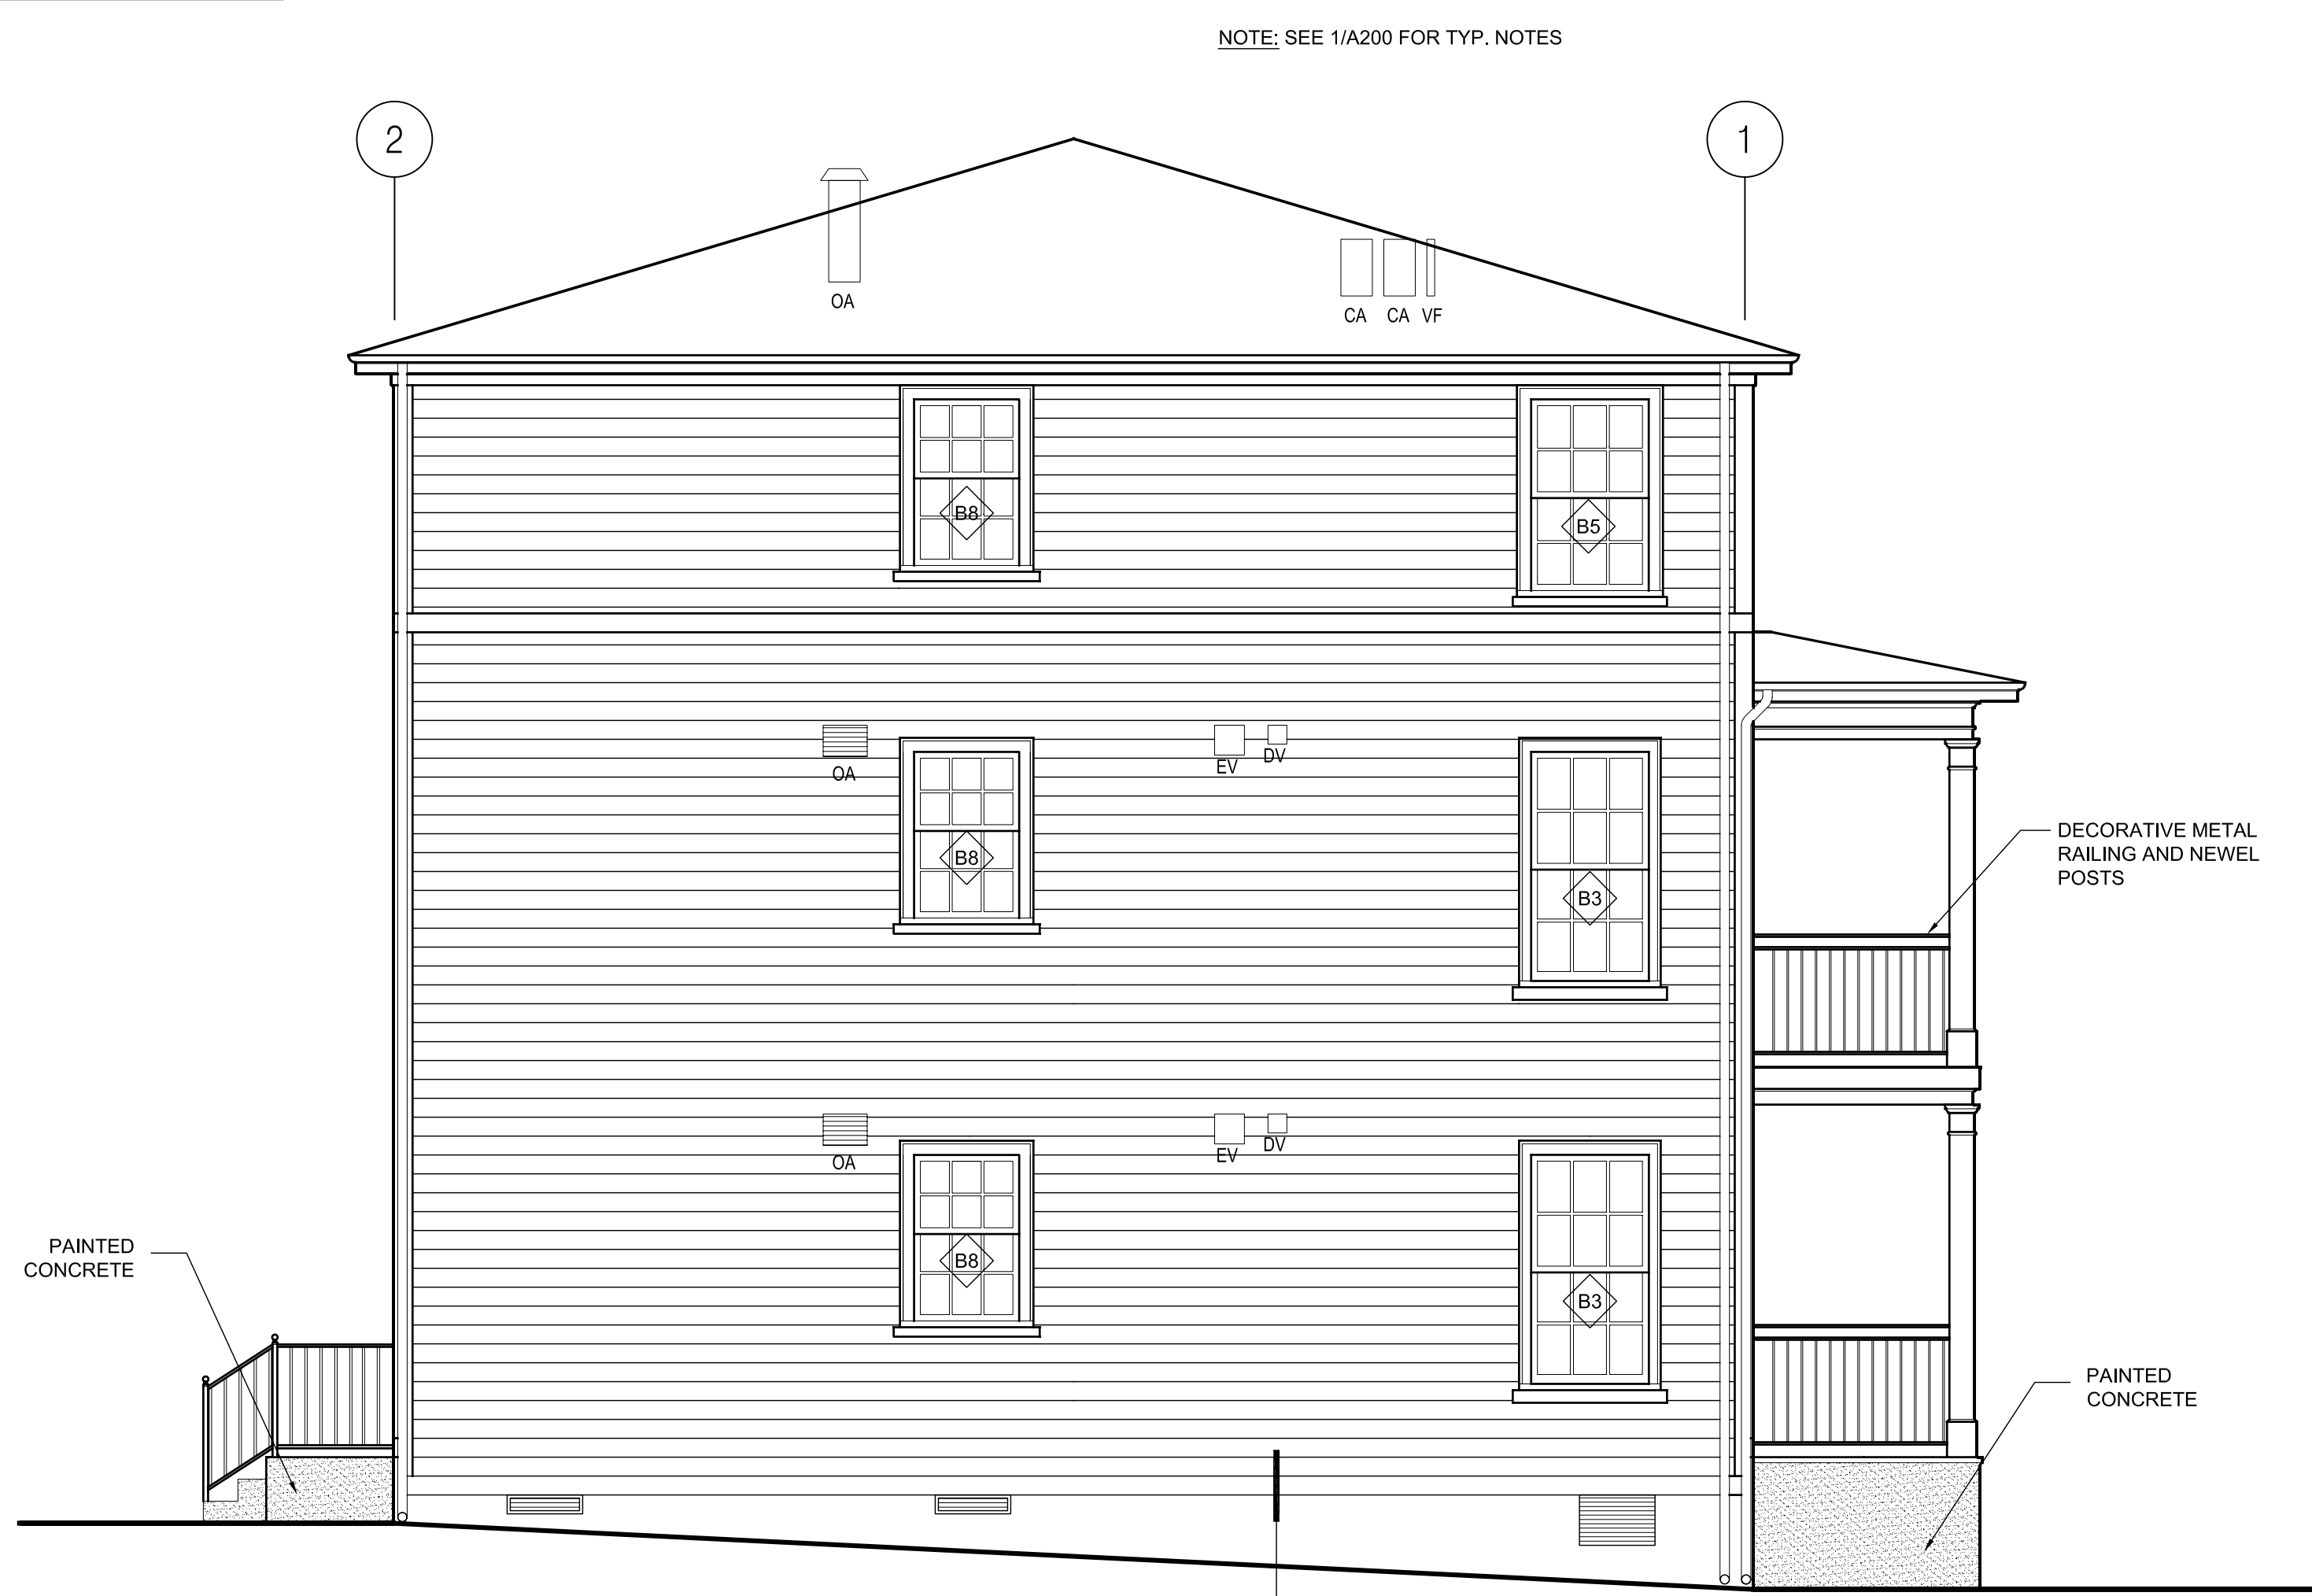 NOTE: SEE 1/A200 FOR TYP. NOTES
2
1
OA
CA CA VF
B8
B5
OA
EV
DV
B8
B3
DECORATIVE METAL
RAILING AND NEWEL
POSTS
OA
EV
DV
B8
B3
PAINTED
CONCRETE
PAINTED
CONCRETE